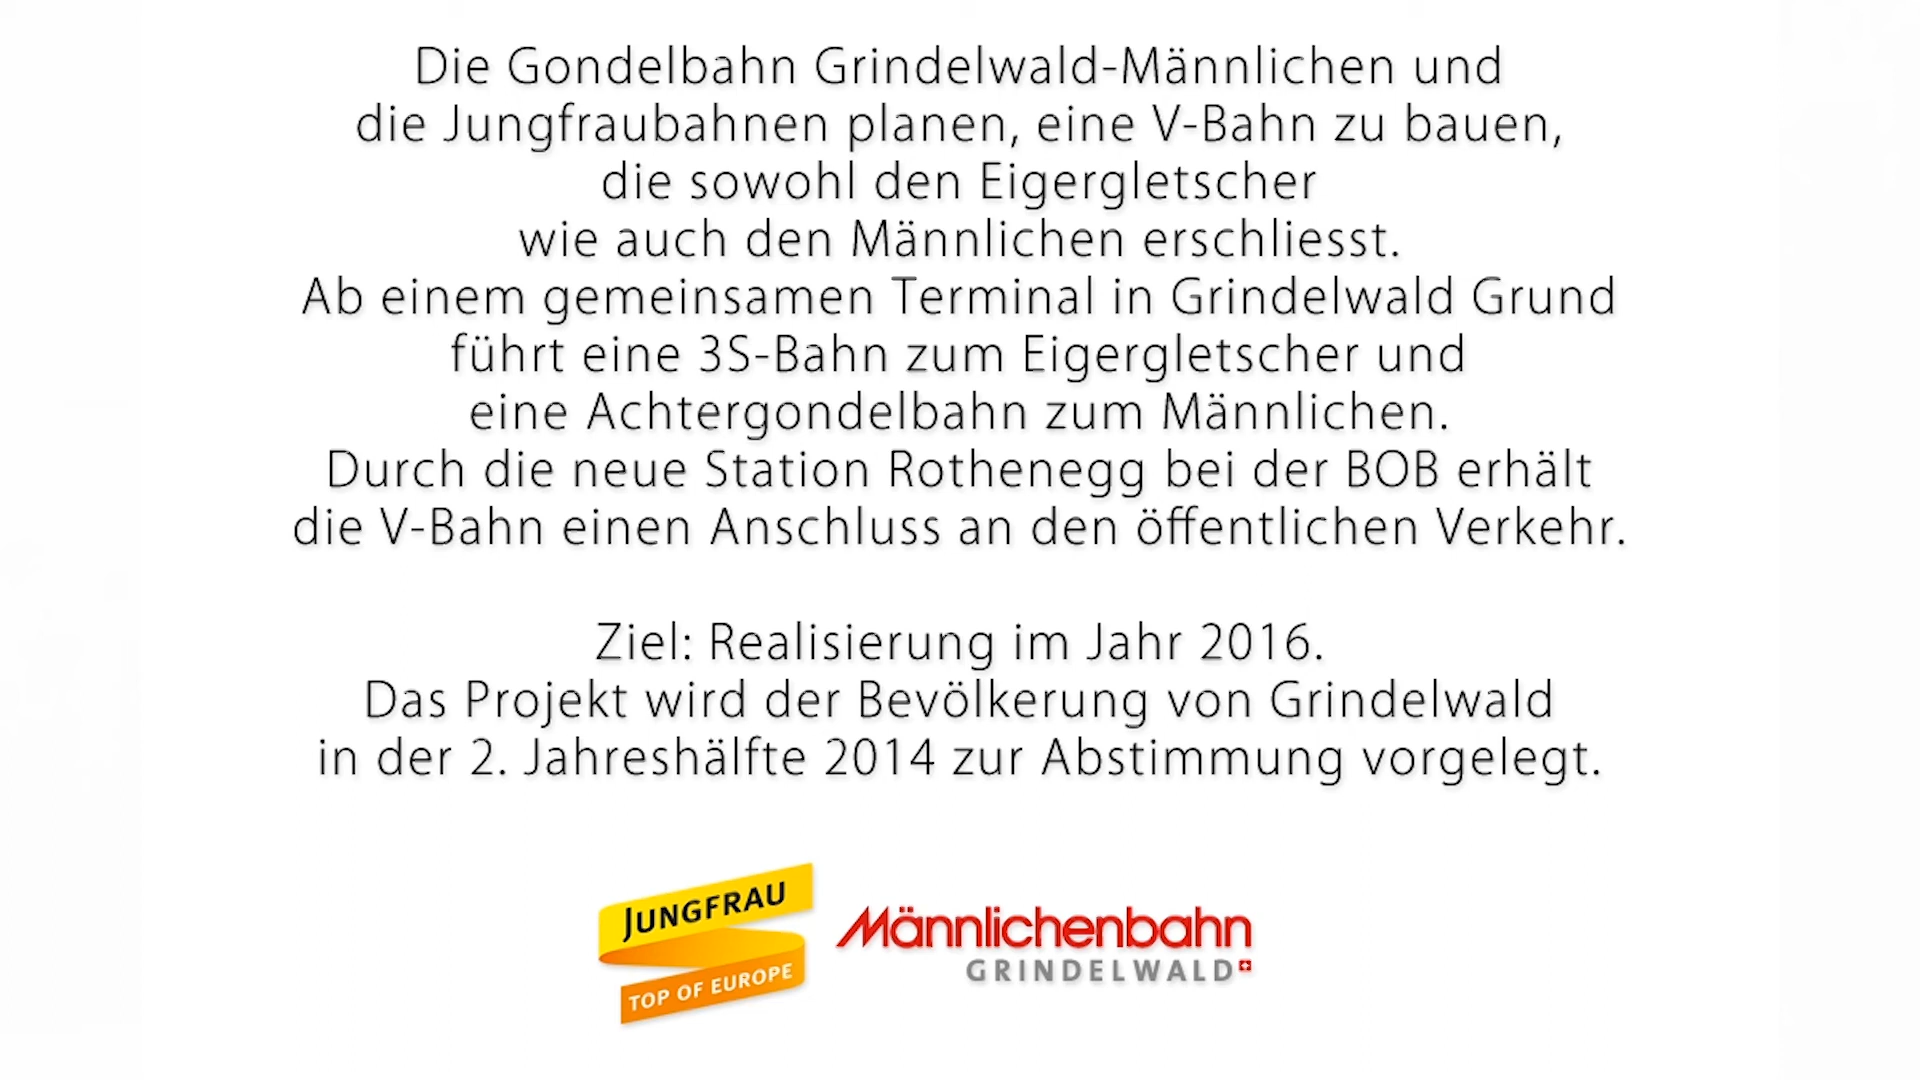 Die Gondelbahn Grindelwald-Männlichen und
die Jungfraubahnen planen, eine V-Bahn zu bauen,
die sowohl den Eigergletscher
wie auch den Männlichen erschliesst.
Ab einem gemeinsamen Terminal in Grindelwald Grund
führt eine 3S-Bahn zum Eigergletscher und
eine Achtergondelbahn zum Männlichen.
Durch die neue Station Rothenegg bei der BOB erhält
die V-Bahn einen Anschluss an den öffentlichen Verkehr.
Ziel: Realisierung im Jahr 2016.
Das Projekt wird der Bevölkerung von Grindelwald
in der 2. Jahreshälfte 2014 zur Abstimmung vorgelegt.
JUNGFRAU
TOP OF EUROPE
Männlichenbahn
GRINDELWALD